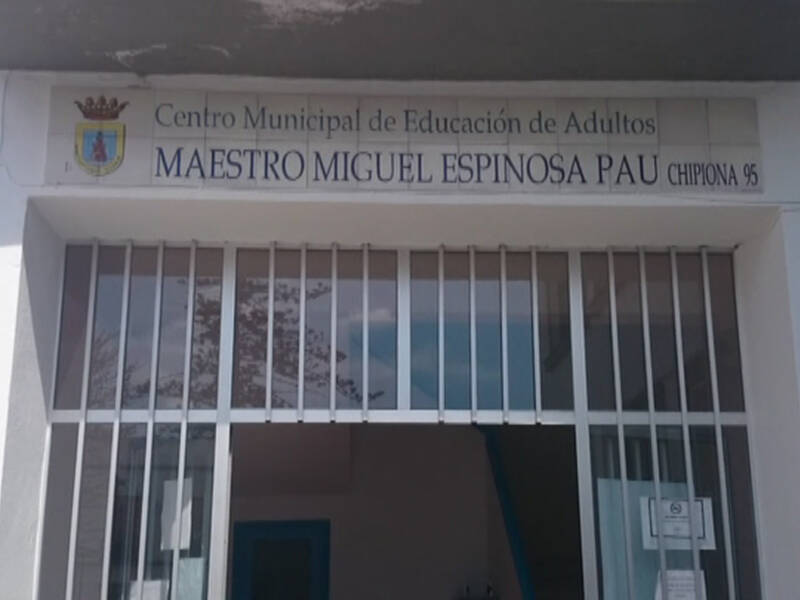 Centro Municipal de Educación de Adultos
MAESTRO MIGUEL ESPINOSA PAU CHIPIONA 95